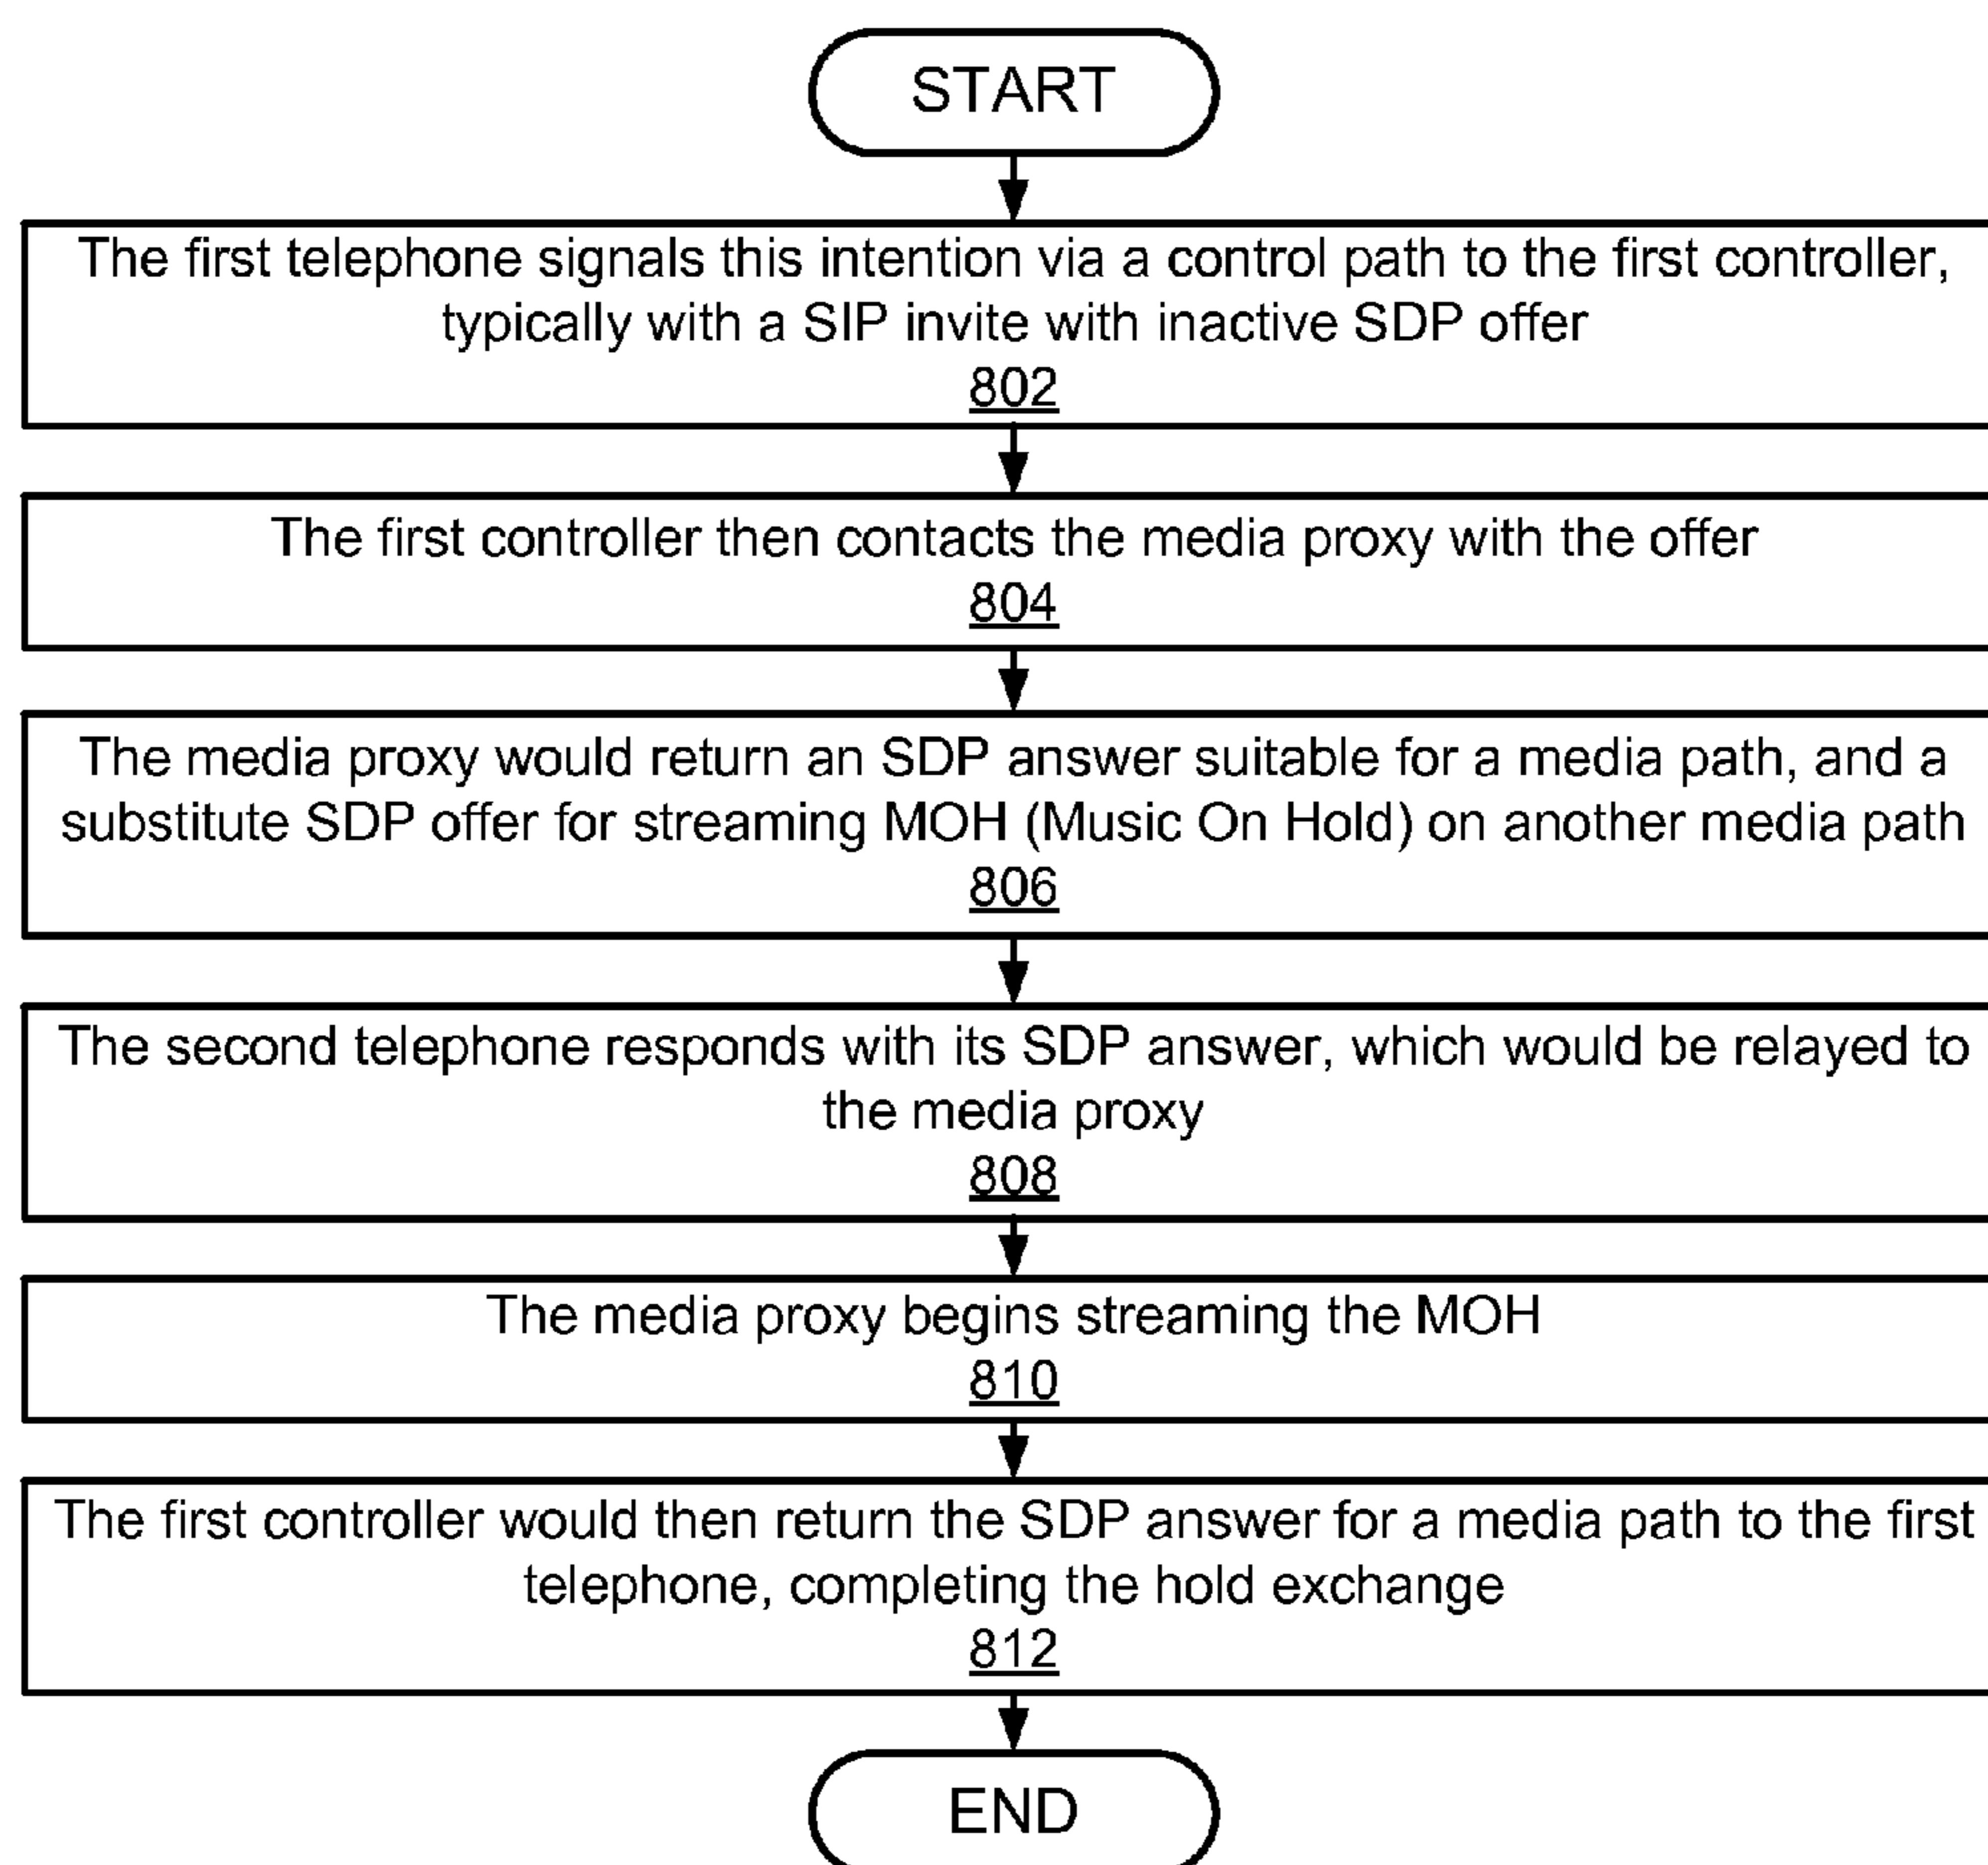 START
The first telephone signals this intention via a control path to the first controller,
typically with a SIP invite with inactive SDP offer
802
The first controller then contacts the media proxy with the offer
804
The media proxy would return an SDP answer suitable for a media path, and a
substitute SDP offer for streaming MOH (Music On Hold) on another media path
806
The second telephone responds with its SDP answer, which would be relayed to
the media proxy
808
The media proxy begins streaming the MOH
810
The first controller would then return the SDP answer for a media path to the first
telephone, completing the hold exchange
812
END